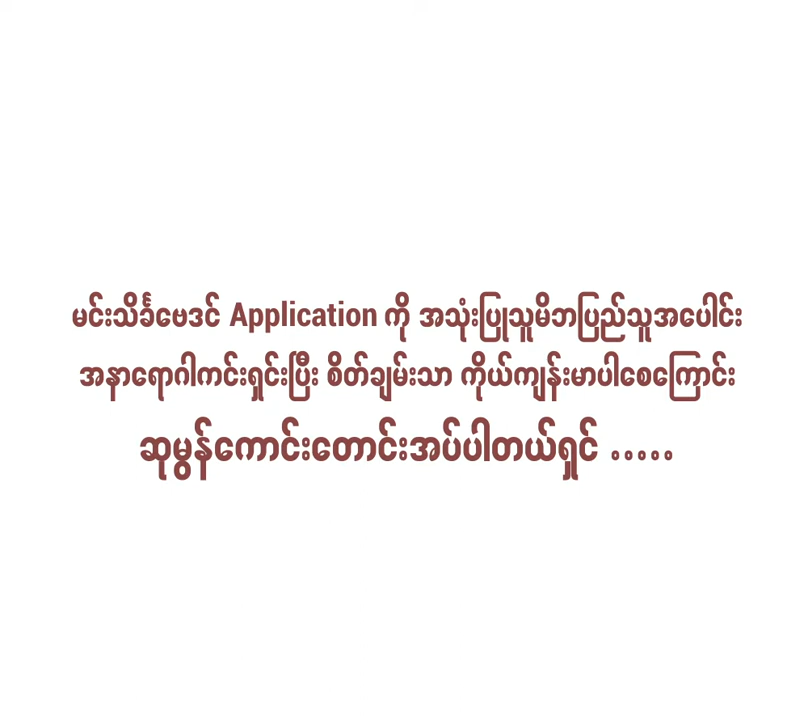 မင်းသိင်္ခဗေဒင် Application ကို အသုံးပြုသူမိဘပြည်သူအပေါင်း
အနာရောဂါကင်းရှင်းပြီး စိတ်ချမ်းသာ ကိုယ်ကျန်းမာပါစေကြောင်း
ဆုမွန်ကောင်းတောင်းအပ်ပါတယ်ရှင် .....